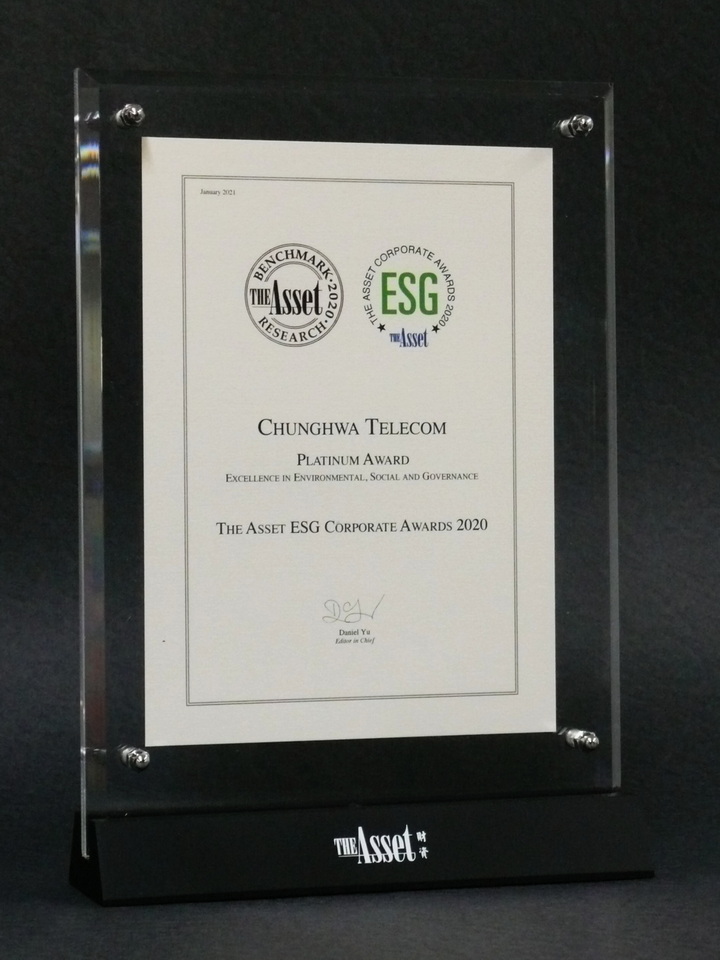 January 2021
BENCHMARK · 2020 ·
THE Asset
RESEARCH ·
THE ASSET CORPORATE AWARDS 2020
ESG
THE Asset
CHUNGHWA TELECOM
PLATINUM AWARD
EXCELLENCE IN ENVIRONMENTAL, SOCIAL AND GOVERNANCE
THE ASSET ESG CORPORATE AWARDS 2020
Daniel Yu
Editor in Chief
THE Asset 財資